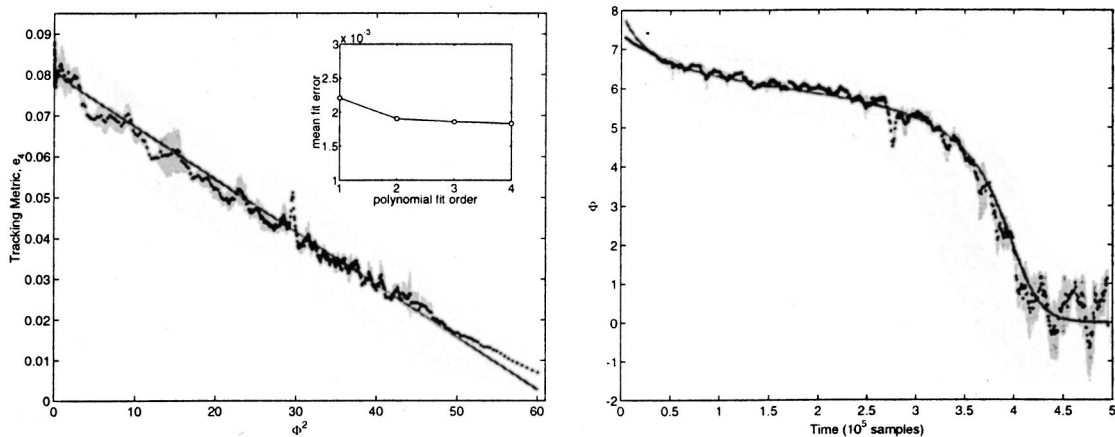 0.09
0.08
0.07
0.06
0.05
0.04
0.03
0.02
0.01
0
Tracking Metric, e4
0 10 20 30 40 50 60
Φ²
x 10⁻³
3
2.5
2
1.5
1
mean fit error
1 2 3 4
polynomial fit order
8
7
6
5
4
3
2
1
0
-1
-2
Φ
0 0.5 1 1.5 2 2.5 3 3.5 4 4.5 5
Time (10⁵ samples)